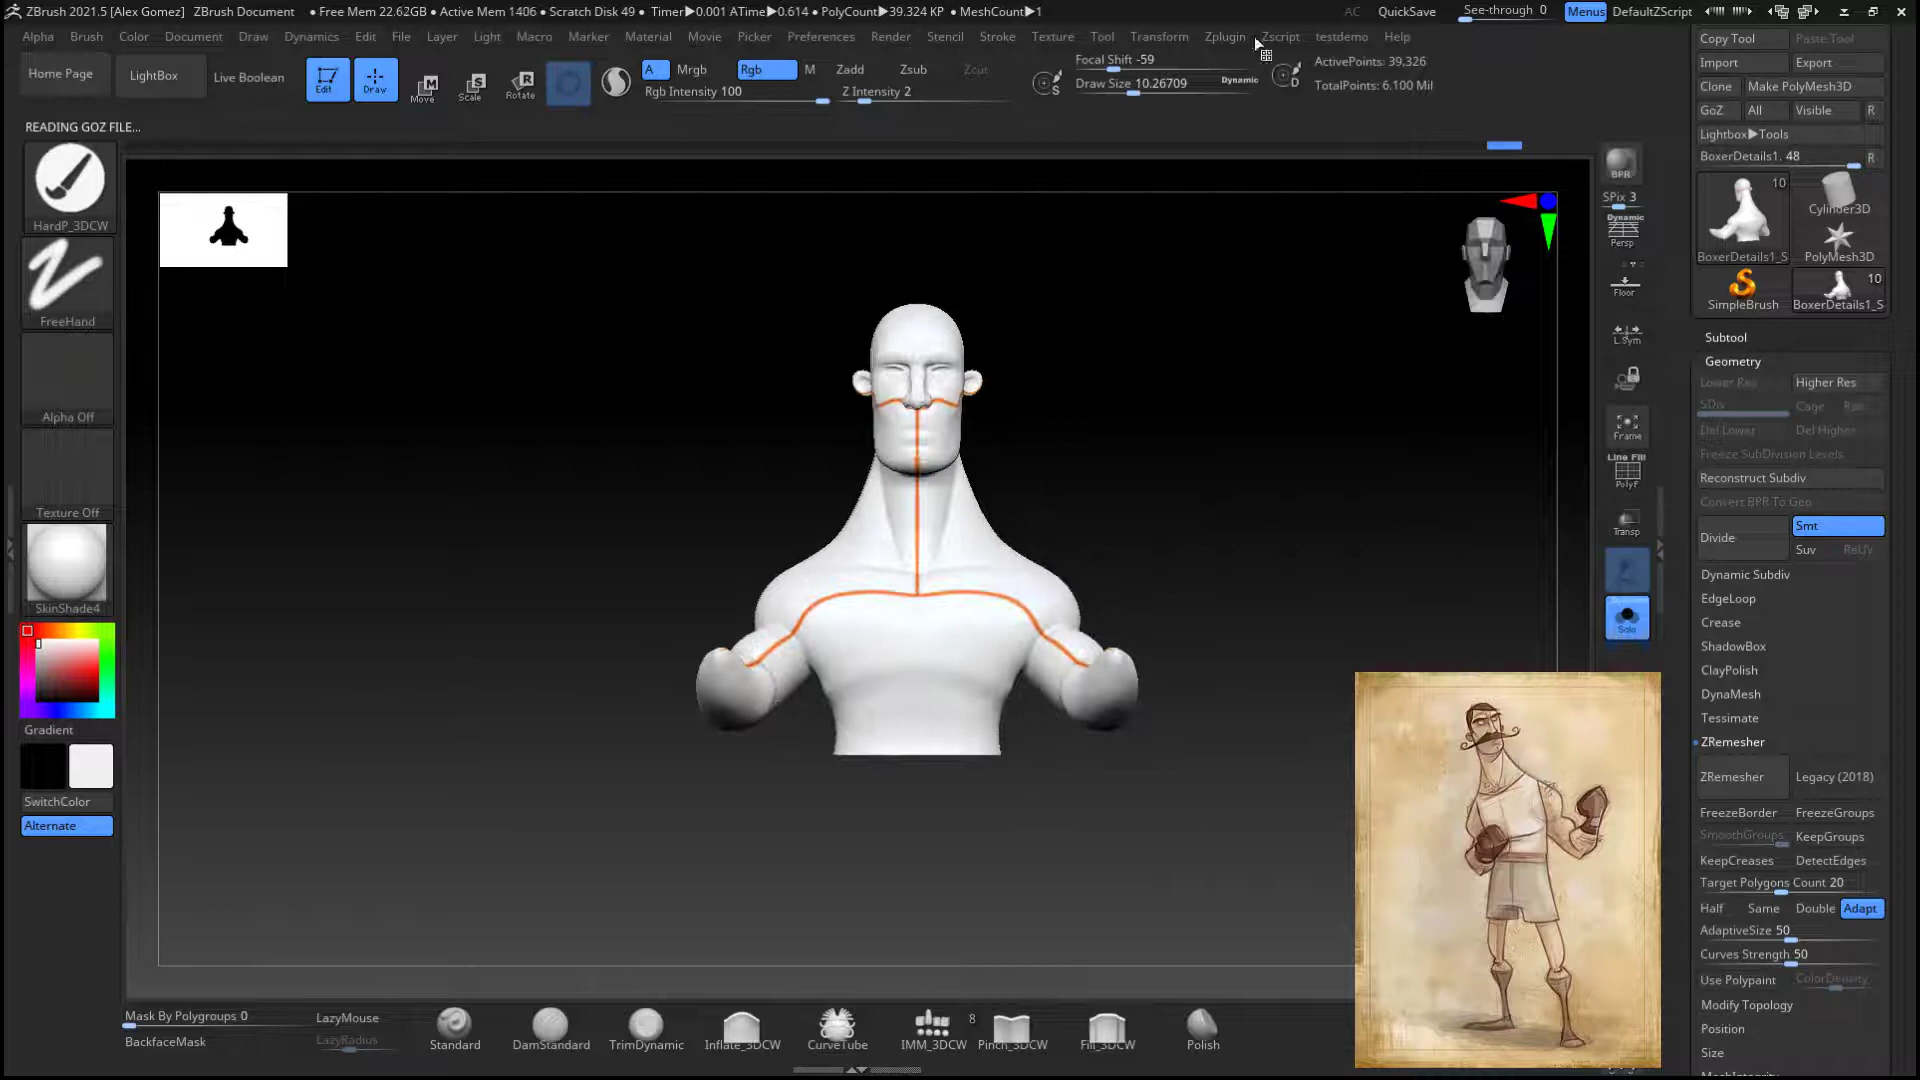 ZBrush 2021.5 [Alex Gomez] ZBrush Document • Free Mem 22.62GB • Active Mem 1406 • Scratch Disk 49 • Timer▶0.001 ATime▶0.614 • PolyCount▶39.324 KP • MeshCount▶1 AC QuickSave See-through 0 Menus DefaultZScript
Alpha Brush Color Document Draw Dynamics Edit File Layer Light Macro Marker Material Movie Picker Preferences Render Stencil Stroke Texture Tool Transform Zplugin Zscript testdemo Help
Home Page LightBox Live Boolean Edit Draw Move Scale Rotate
A Mrgb Rgb M Zadd Zsub Zcut
Rgb Intensity 100 Z Intensity 2
S
Focal Shift -59
Draw Size 10.26709 Dynamic
D
ActivePoints: 39,326
TotalPoints: 6.100 Mil
READING GOZ FILE...
HardP_3DCW
FreeHand
Alpha Off
Texture Off
SkinShade4
Gradient
SwitchColor
Alternate
BPR
SPix 3
Dynamic
Persp
Floor
L.Sym
Frame
Line Fill
PolyF
Transp
Solo
Copy Tool Paste Tool
Import Export
Clone Make PolyMesh3D
GoZ All Visible R
Lightbox▶Tools
BoxerDetails1. 48 R
10
Cylinder3D
BoxerDetails1_S PolyMesh3D
10
SimpleBrush BoxerDetails1_S
Subtool
Geometry
Lower Res Higher Res
SDiv Cage
Del Lower Del Higher
Freeze SubDivision Levels
Reconstruct Subdiv
Convert BPR To Geo
Divide Smt
Suv ReUV
Dynamic Subdiv
EdgeLoop
Crease
ShadowBox
ClayPolish
DynaMesh
Tessimate
ZRemesher
ZRemesher Legacy (2018)
FreezeBorder FreezeGroups
SmoothGroups KeepGroups
KeepCreases DetectEdges
Target Polygons Count 20
Half Same Double Adapt
AdaptiveSize 50
Curves Strength 50
Use Polypaint ColorDensity
Modify Topology
Position
Size
MeshIntegrity
Mask By Polygroups 0
BackfaceMask
LazyMouse
LazyRadius
Standard DamStandard TrimDynamic Inflate_3DCW CurveTube IMM_3DCW 8 Pinch_3DCW Fill_3DCW Polish